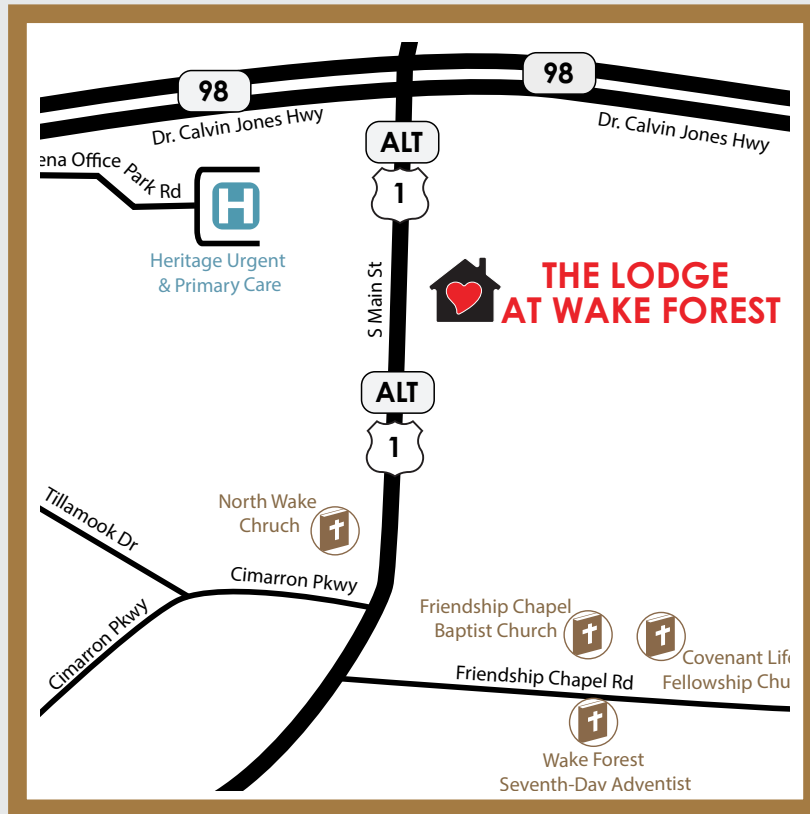 98
98
Dr. Calvin Jones Hwy
Dr. Calvin Jones Hwy
ALT
1
ena Office
Park Rd
H
Heritage Urgent
& Primary Care
S Main St
THE LODGE
AT WAKE FOREST
ALT
1
North Wake
Chruch
Tillamook Dr
Cimarron Pkwy
Cimarron Pkwy
Friendship Chapel
Baptist Church
Covenant Life
Fellowship Chu
Friendship Chapel Rd
Wake Forest
Seventh-Day Adventist